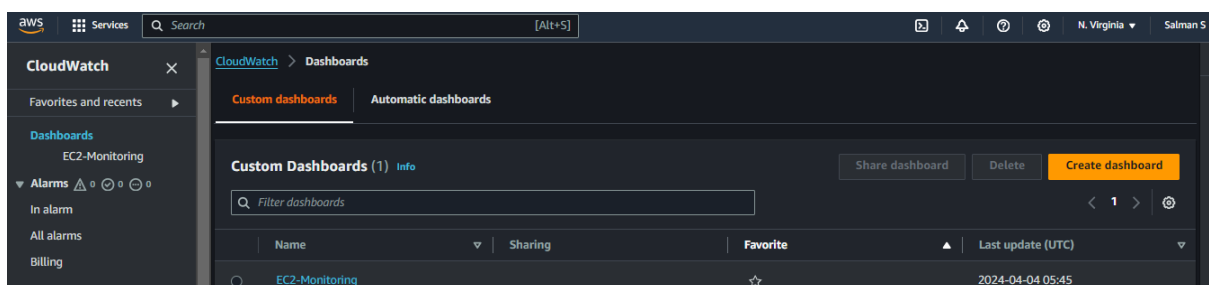 aws Services Search [Alt+S] N. Virginia Salman S
CloudWatch
Favorites and recents
Dashboards
EC2-Monitoring
Alarms 0 0 0
In alarm
All alarms
Billing
CloudWatch > Dashboards
Custom dashboards Automatic dashboards
Custom Dashboards (1) Info Share dashboard Delete Create dashboard
Filter dashboards < 1 >
Name Sharing Favorite Last update (UTC)
EC2-Monitoring 2024-04-04 05:45